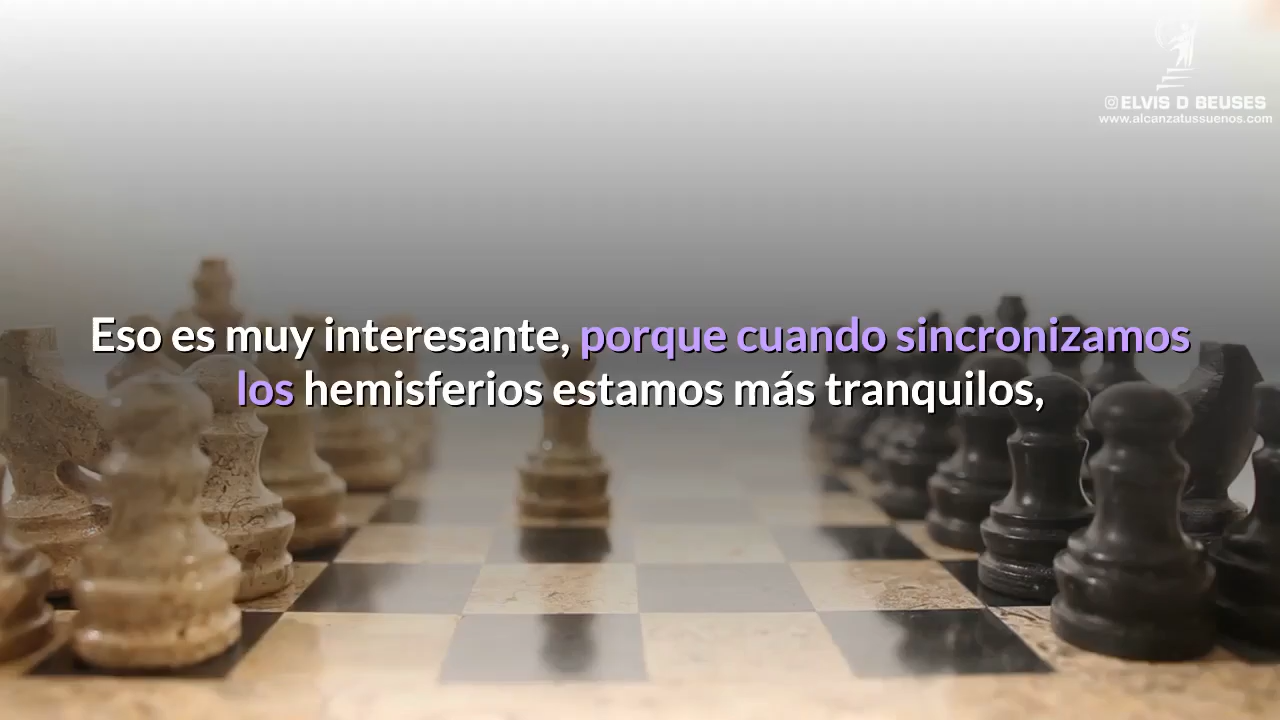 ELVIS D BEUSES
www.alcanzatussuenos.com
Eso es muy interesante, porque cuando sincronizamos
los hemisferios estamos más tranquilos,